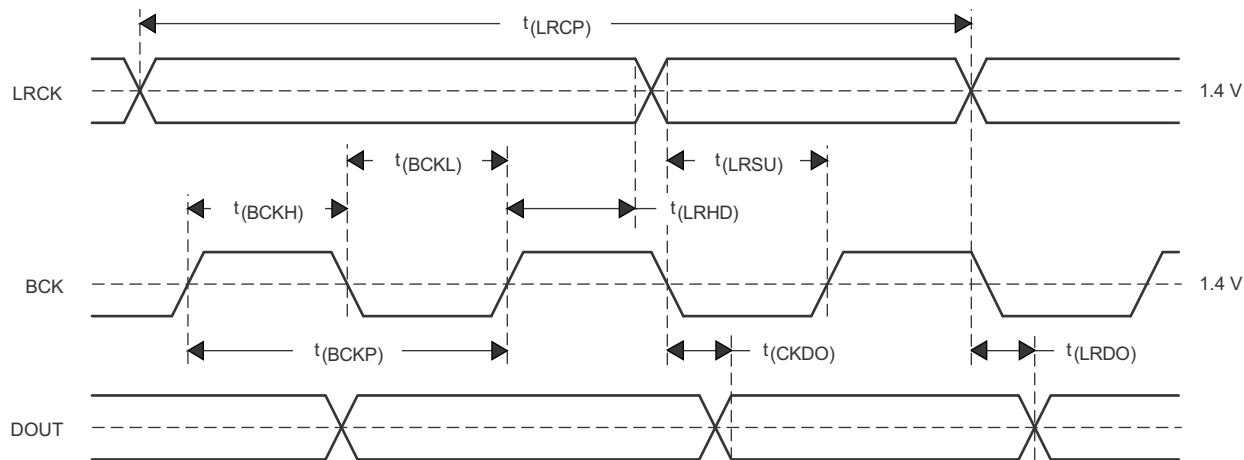 t(LRCP)
LRCK
1.4 V
t(BCKL)
t(LRSU)
t(BCKH)
t(LRHD)
BCK
1.4 V
t(BCKP)
t(CKDO)
t(LRDO)
DOUT